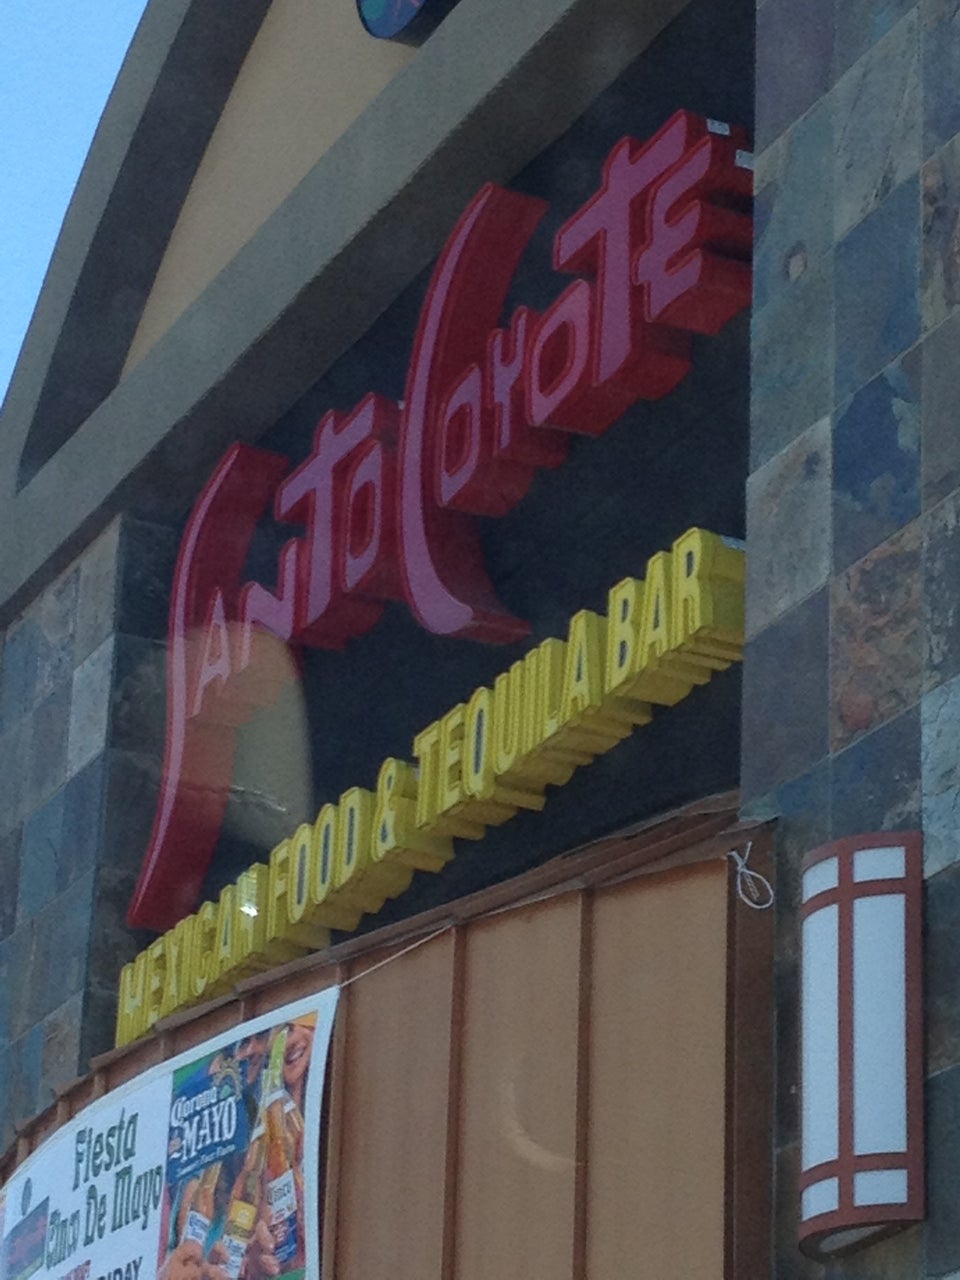 Santo Coyote
MEXICAN FOOD & TEQUILA BAR
Fiesta
Cinco De Mayo
Corona
MAYO